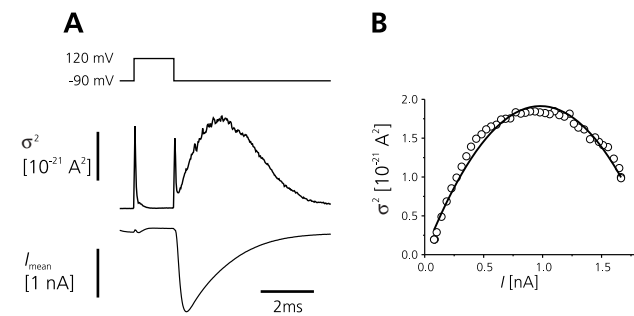 A
120 mV
-90 mV
σ²
[10⁻²¹ A²]
Imean
[1 nA]
2ms
B
2.0
1.5
1.0
0.5
0.0
σ² [10⁻²¹ A²]
0.0 0.5 1.0 1.5
I [nA]